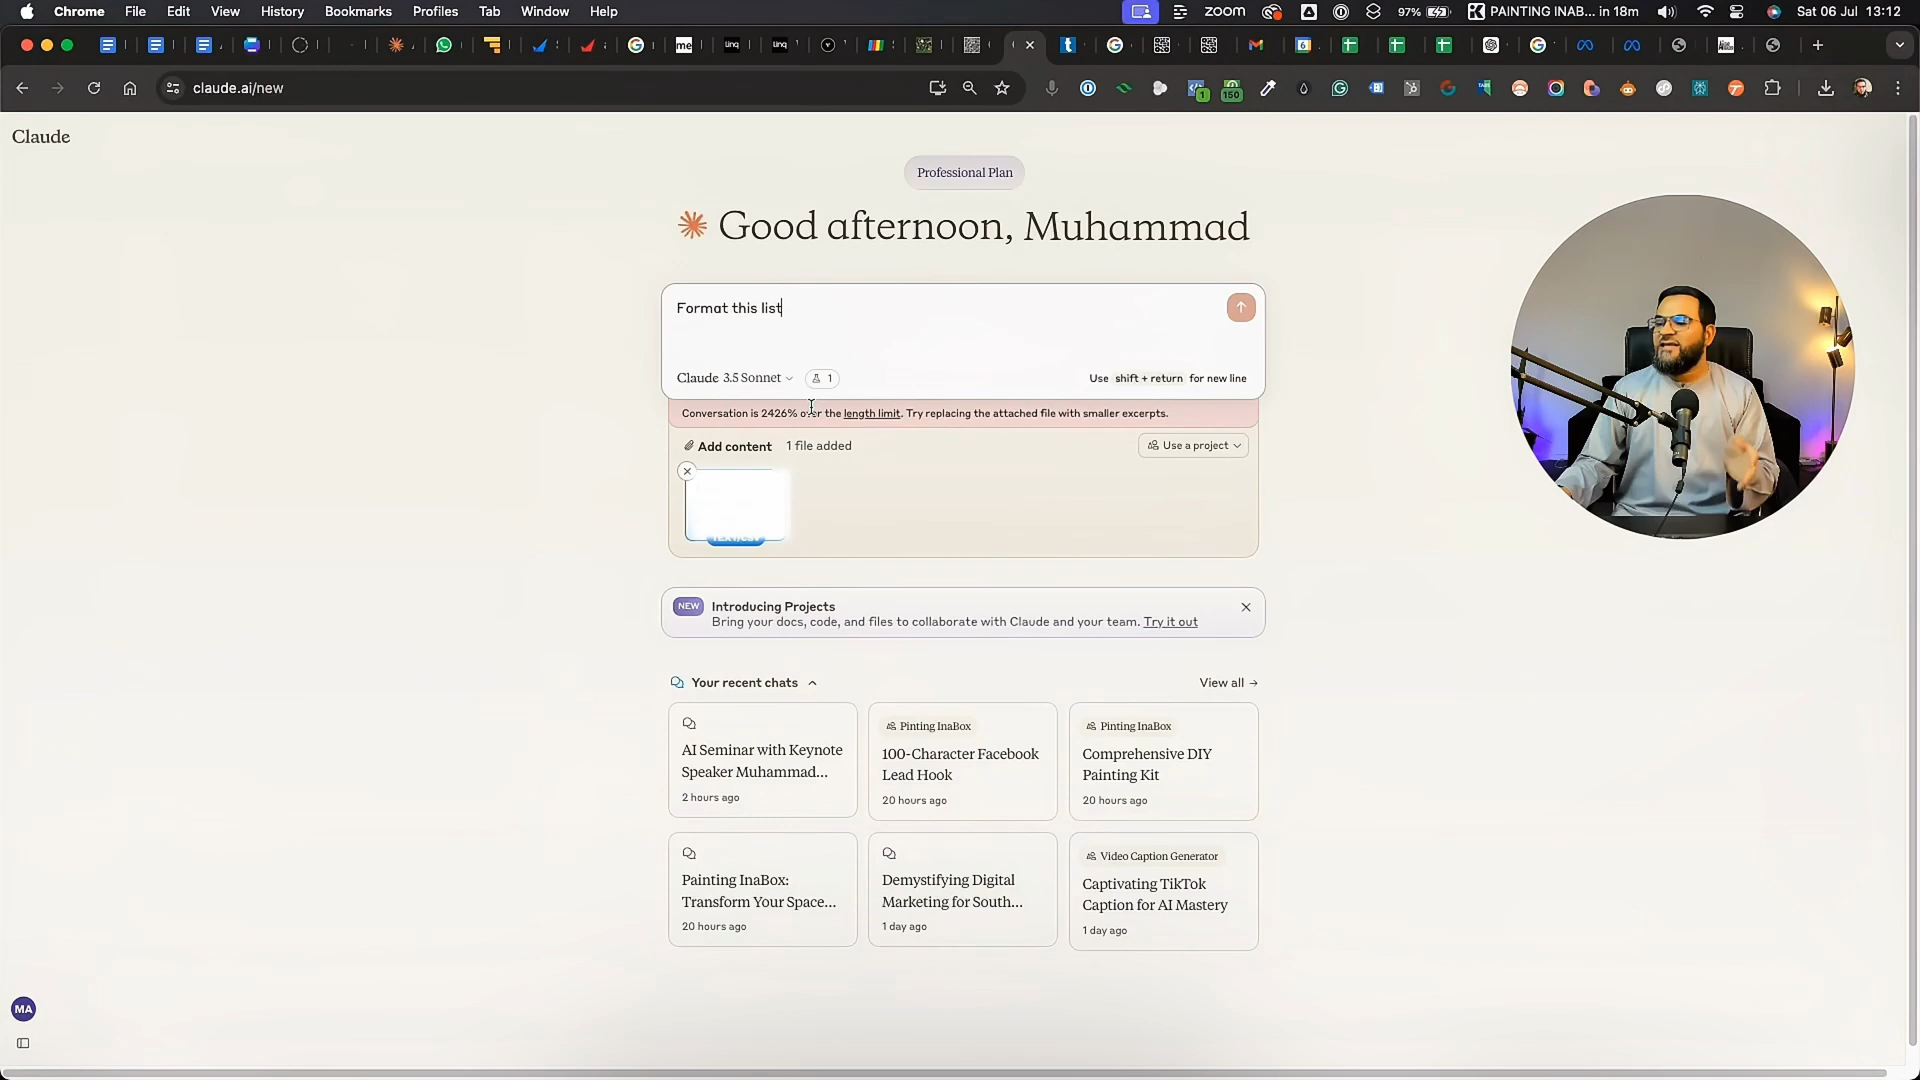 Chrome File Edit View History Bookmarks Profiles Tab Window Help
zoom 97% PAINTING INAB... in 18m Sat 06 Jul 13:12
claude.ai/new
1
150
Claude
Professional Plan
Good afternoon, Muhammad
Format this list
Claude 3.5 Sonnet 1 Use shift + return for new line
Conversation is 2426% over the length limit. Try replacing the attached file with smaller excerpts.
Add content 1 file added Use a project
NEW Introducing Projects
Bring your docs, code, and files to collaborate with Claude and your team. Try it out
Your recent chats View all →
AI Seminar with Keynote
Speaker Muhammad...
2 hours ago
Pinting InaBox
100-Character Facebook
Lead Hook
20 hours ago
Pinting InaBox
Comprehensive DIY
Painting Kit
20 hours ago
Painting InaBox:
Transform Your Space...
20 hours ago
Demystifying Digital
Marketing for South...
1 day ago
Video Caption Generator
Captivating TikTok
Caption for AI Mastery
1 day ago
MA